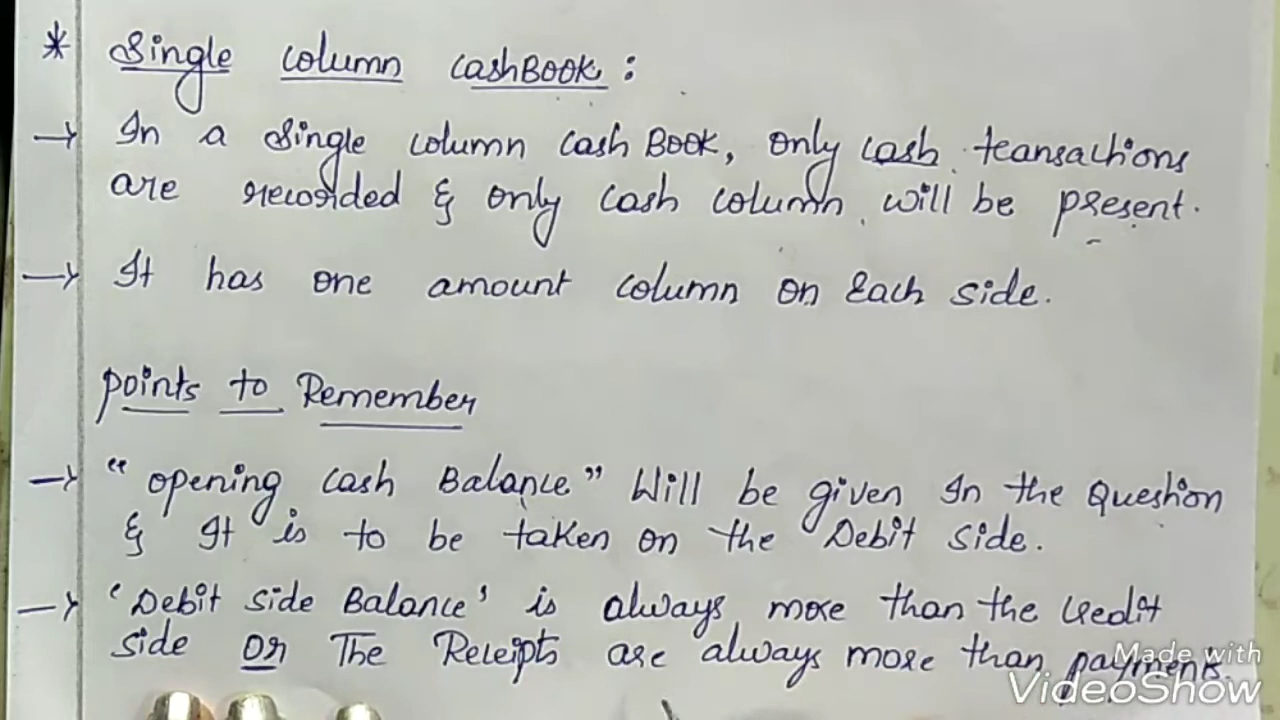 * Single column cashBook :
→ In a Single column cash Book, only cash transactions
are recorded & only cash column will be present.
→ It has one amount column on Each side.
points to Remember
→ "opening cash Balance" Will be given In the Question
& It is to be taken on the Debit side.
→ 'Debit side Balance' is always more than the credit
side Or The Receipts are always more than payments.
Made with
VideoShow